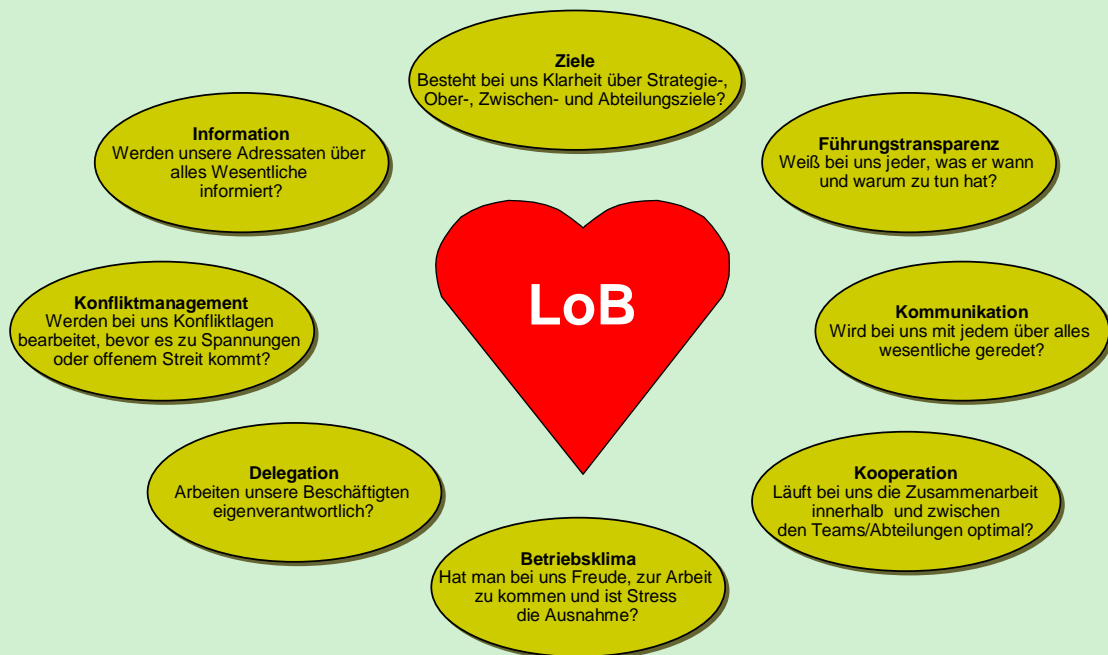 Ziele
Besteht bei uns Klarheit über Strategie-,
Ober-, Zwischen- und Abteilungsziele?
Information
Werden unsere Adressaten über
alles Wesentliche
informiert?
Führungstransparenz
Weiß bei uns jeder, was er wann
und warum zu tun hat?
LoB
Konfliktmanagement
Werden bei uns Konfliktlagen
bearbeitet, bevor es zu Spannungen
oder offenem Streit kommt?
Kommunikation
Wird bei uns mit jedem über alles
wesentliche geredet?
Delegation
Arbeiten unsere Beschäftigten
eigenverantwortlich?
Kooperation
Läuft bei uns die Zusammenarbeit
innerhalb und zwischen
den Teams/Abteilungen optimal?
Betriebsklima
Hat man bei uns Freude, zur Arbeit
zu kommen und ist Stress
die Ausnahme?